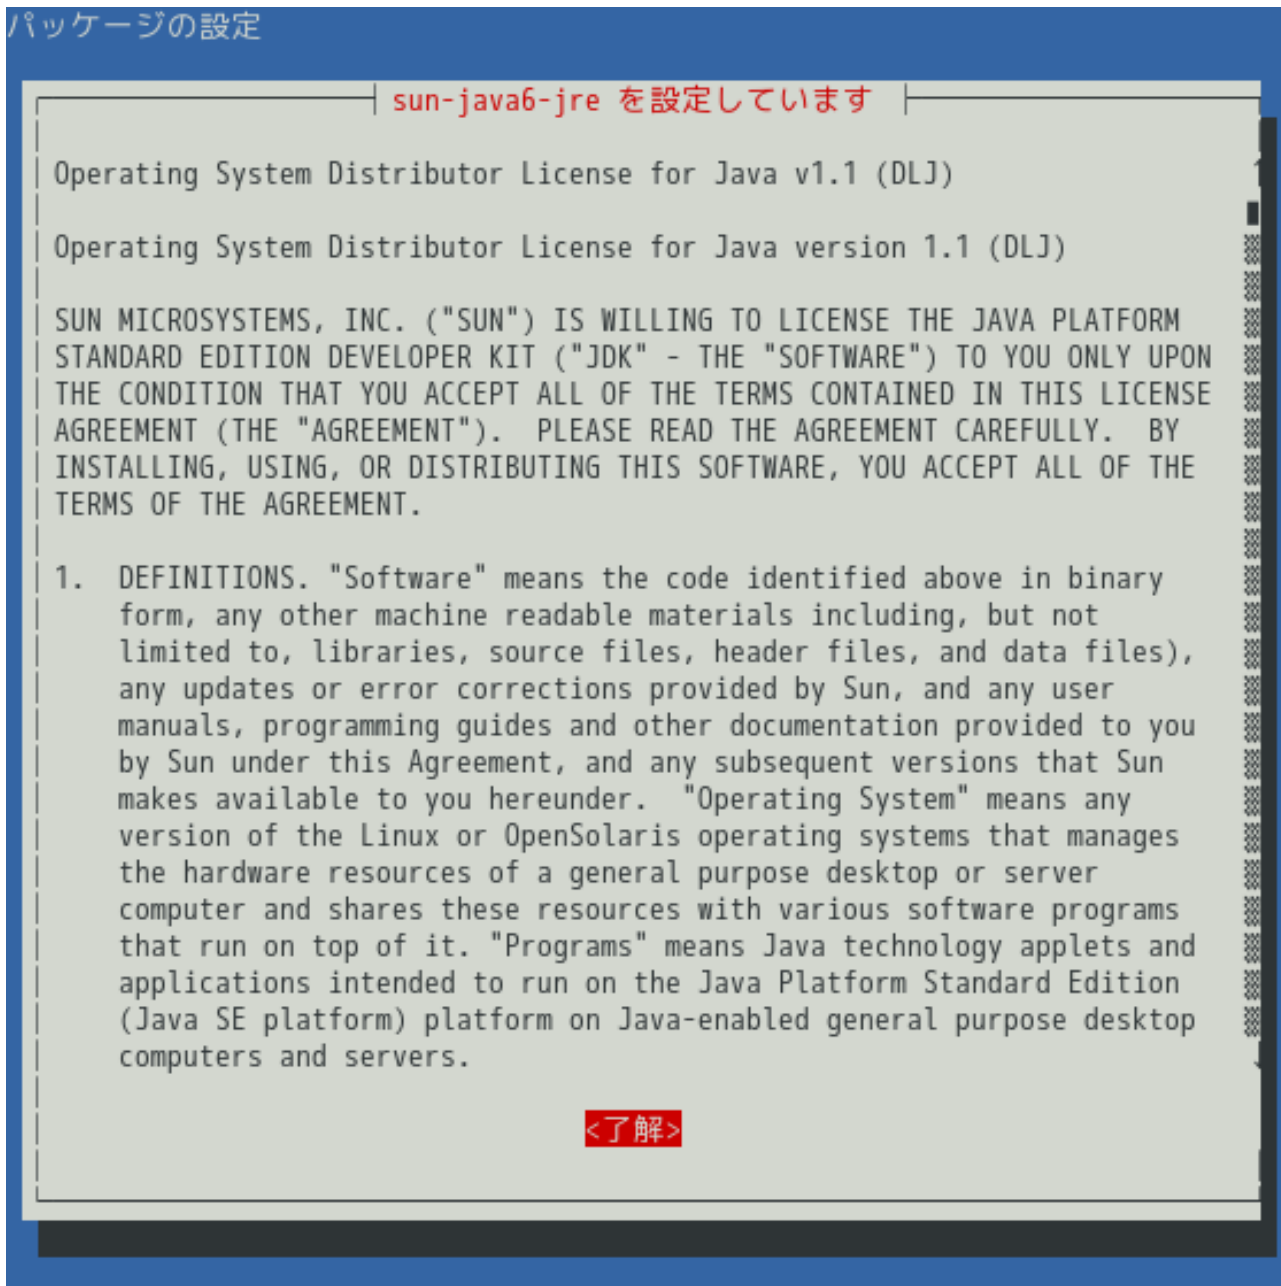 パッケージの設定
sun-java6-jre を設定しています
Operating System Distributor License for Java v1.1 (DLJ)
Operating System Distributor License for Java version 1.1 (DLJ)
SUN MICROSYSTEMS, INC. ("SUN") IS WILLING TO LICENSE THE JAVA PLATFORM
STANDARD EDITION DEVELOPER KIT ("JDK" - THE "SOFTWARE") TO YOU ONLY UPON
THE CONDITION THAT YOU ACCEPT ALL OF THE TERMS CONTAINED IN THIS LICENSE
AGREEMENT (THE "AGREEMENT").  PLEASE READ THE AGREEMENT CAREFULLY.  BY
INSTALLING, USING, OR DISTRIBUTING THIS SOFTWARE, YOU ACCEPT ALL OF THE
TERMS OF THE AGREEMENT.
1.  DEFINITIONS. "Software" means the code identified above in binary
form, any other machine readable materials including, but not
limited to, libraries, source files, header files, and data files),
any updates or error corrections provided by Sun, and any user
manuals, programming guides and other documentation provided to you
by Sun under this Agreement, and any subsequent versions that Sun
makes available to you hereunder.  "Operating System" means any
version of the Linux or OpenSolaris operating systems that manages
the hardware resources of a general purpose desktop or server
computer and shares these resources with various software programs
that run on top of it. "Programs" means Java technology applets and
applications intended to run on the Java Platform Standard Edition
(Java SE platform) platform on Java-enabled general purpose desktop
computers and servers.
<了解>